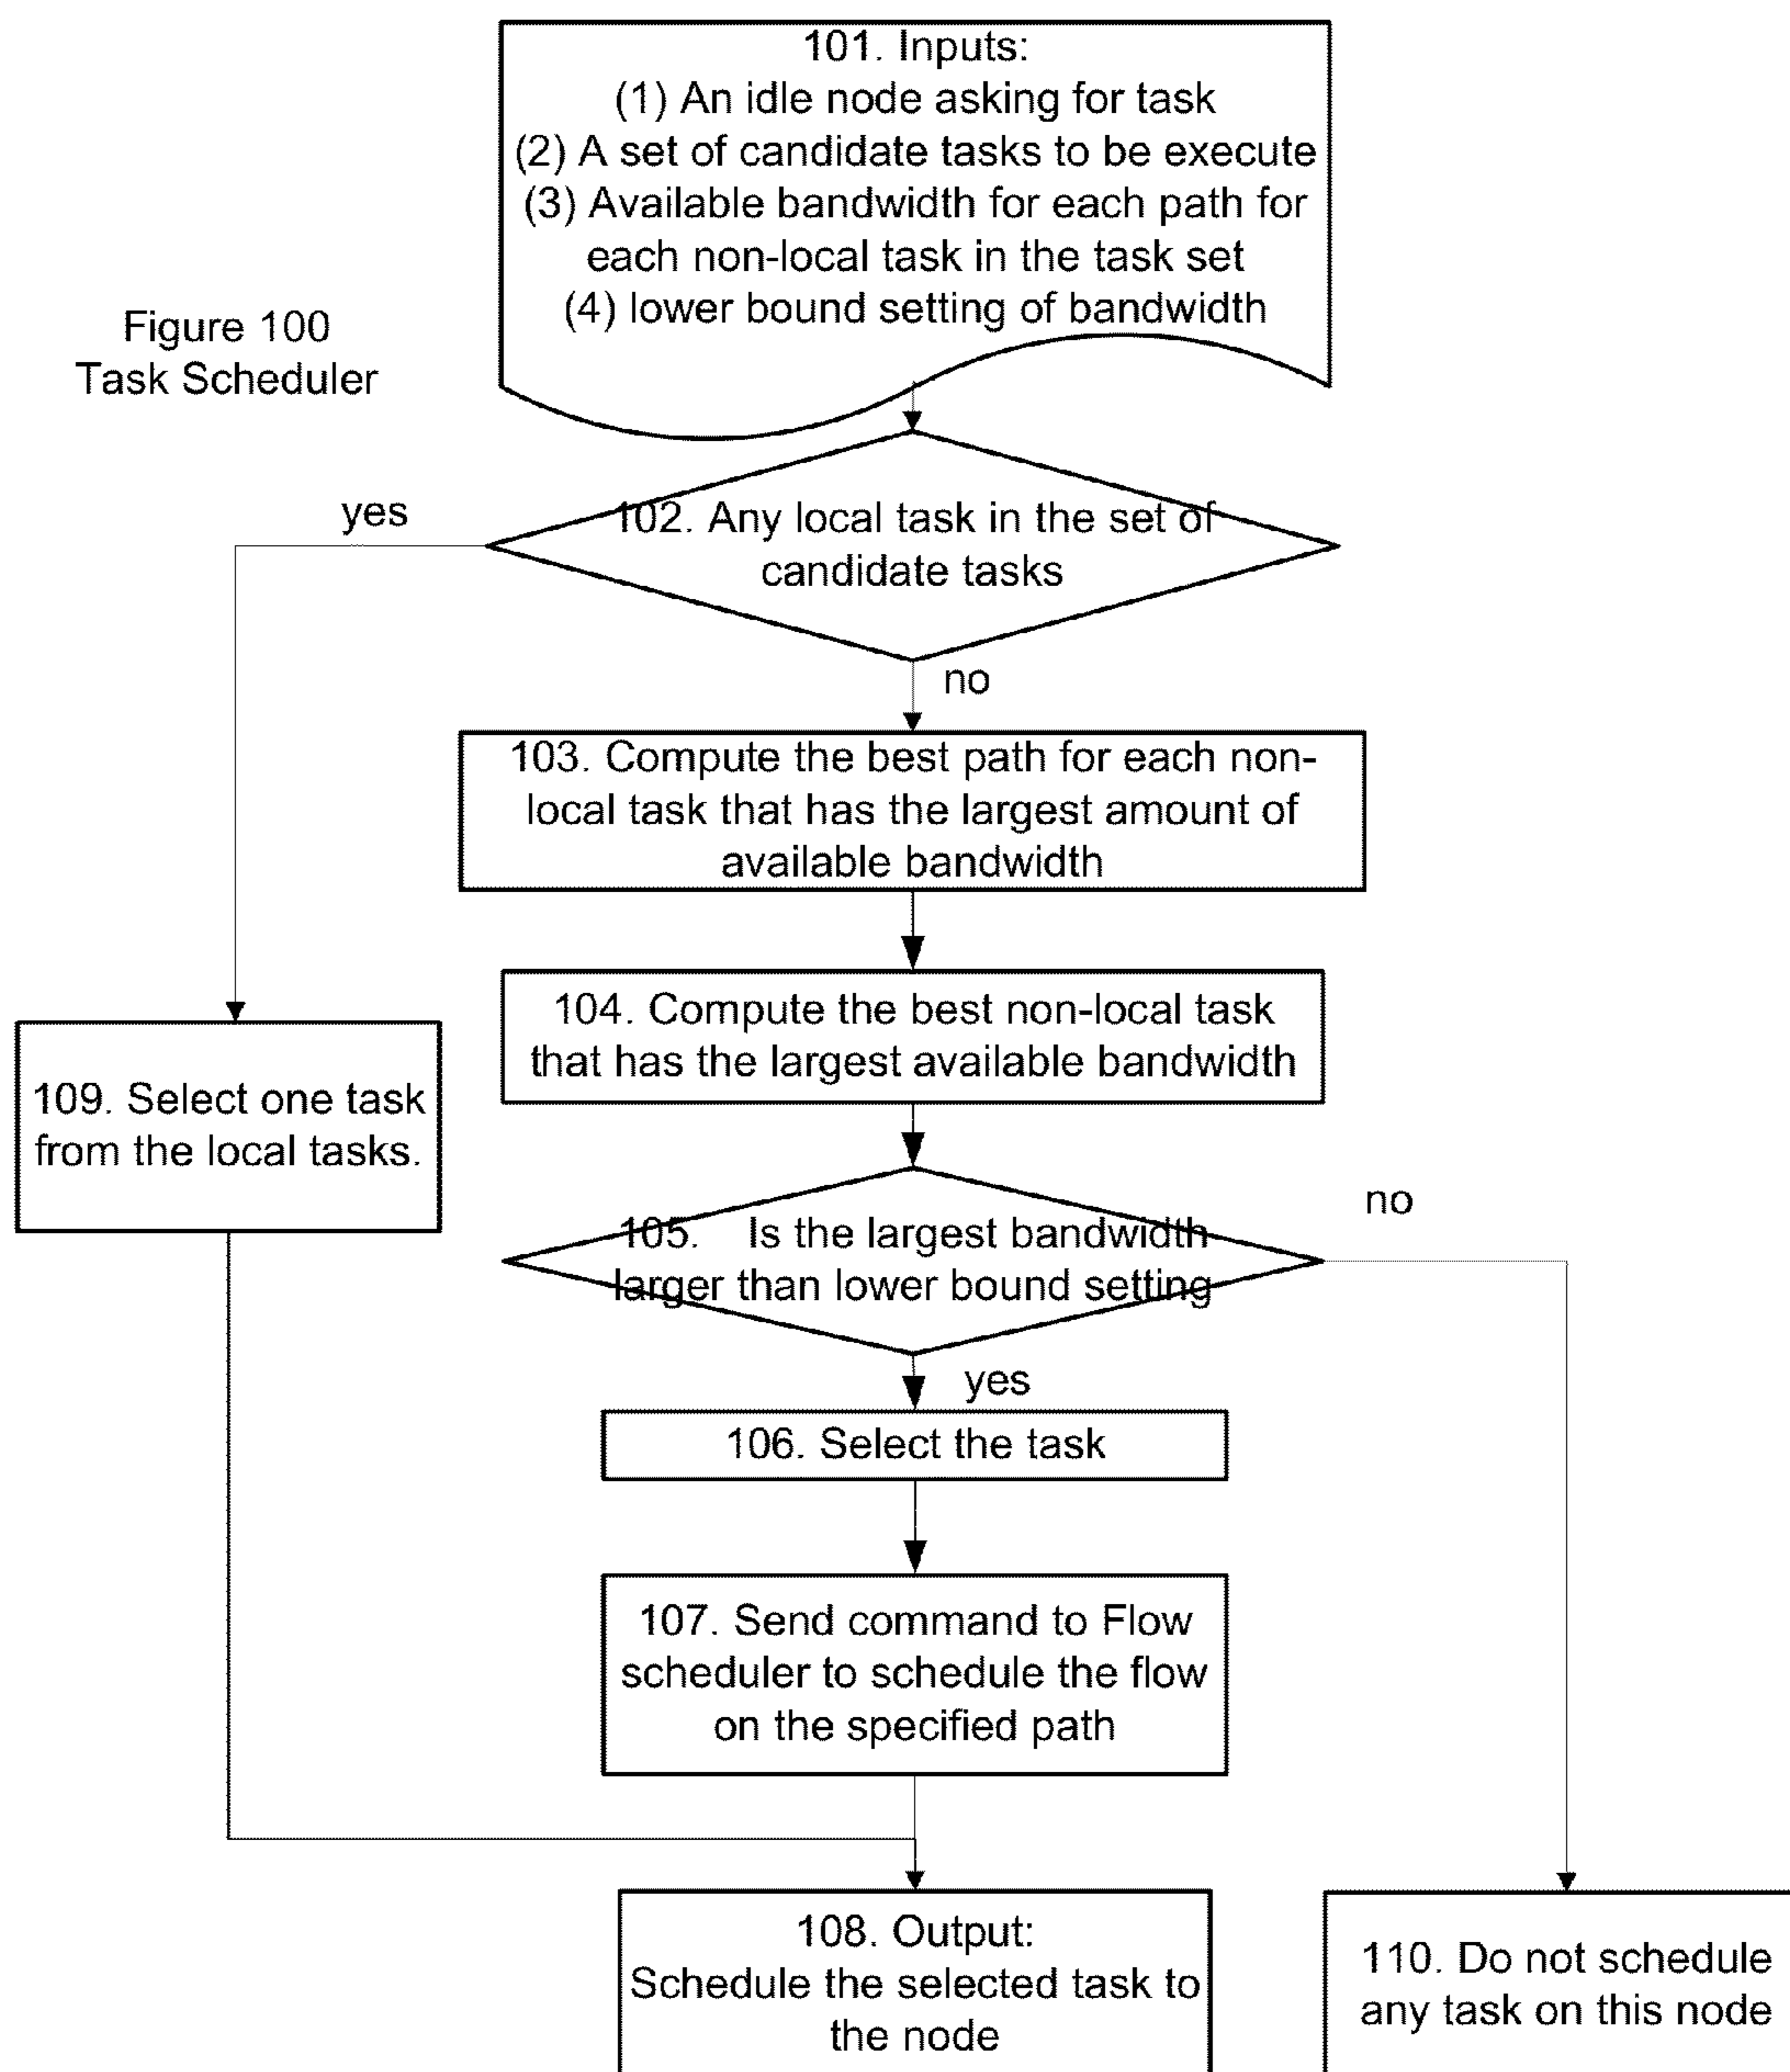 101. Inputs:
(1) An idle node asking for task
(2) A set of candidate tasks to be execute
(3) Available bandwidth for each path for
each non-local task in the task set
(4) lower bound setting of bandwidth
Figure 100
Task Scheduler
yes
102. Any local task in the set of
candidate tasks
no
103. Compute the best path for each non-
local task that has the largest amount of
available bandwidth
104. Compute the best non-local task
that has the largest available bandwidth
109. Select one task
from the local tasks.
no
105. Is the largest bandwidth
larger than lower bound setting
yes
106. Select the task
107. Send command to Flow
scheduler to schedule the flow
on the specified path
108. Output:
Schedule the selected task to
the node
110. Do not schedule
any task on this node